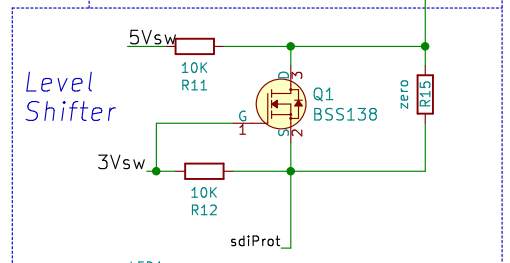 5Vsw
10K
R11
Level
Shifter
D
3
Q1
BSS138
zero
R15
G
1
S
2
3Vsw
10K
R12
sdiProt